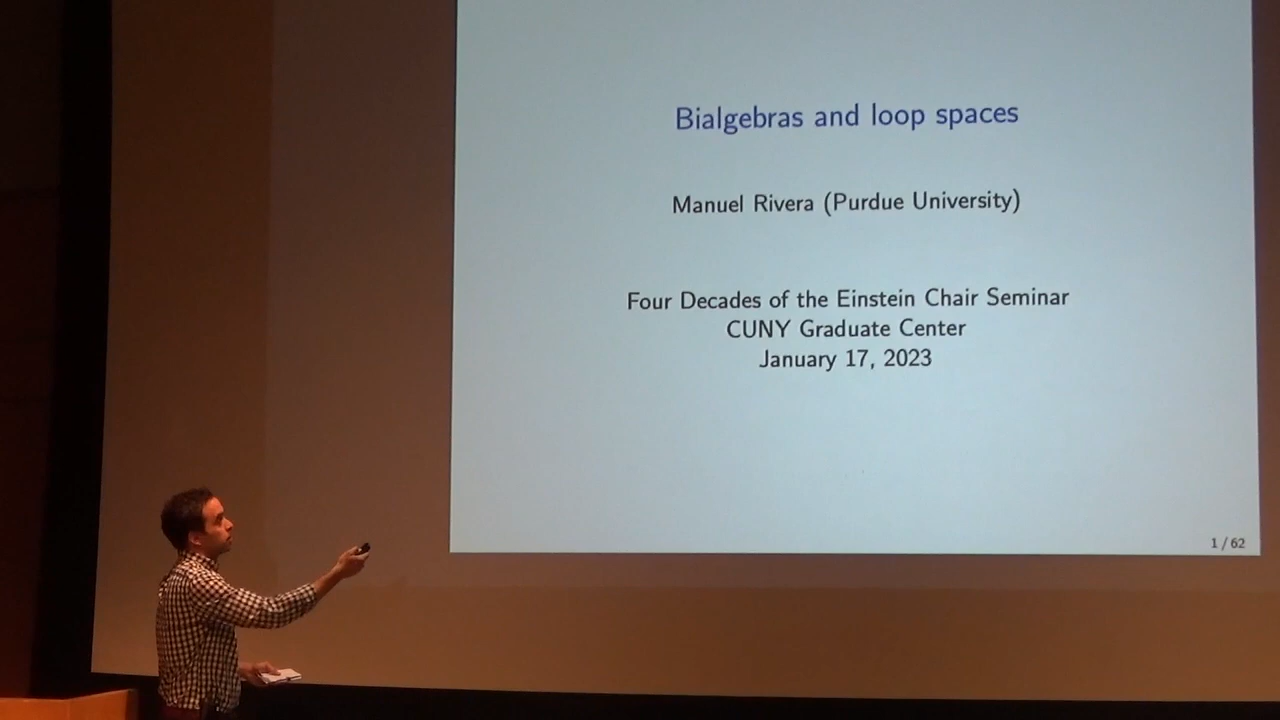 Bialgebras and loop spaces
Manuel Rivera (Purdue University)
Four Decades of the Einstein Chair Seminar
CUNY Graduate Center
January 17, 2023
1 / 62